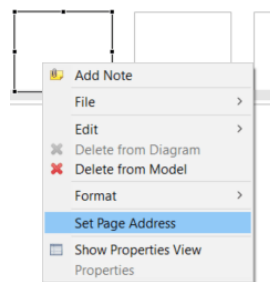 Add Note
File
Edit
Delete from Diagram
Delete from Model
Format
Set Page Address
Show Properties View
Properties